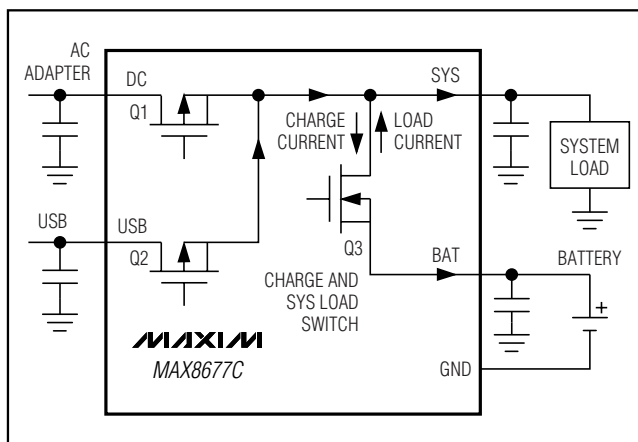 AC
ADAPTER
DC
Q1
SYS
CHARGE
CURRENT
LOAD
CURRENT
SYSTEM
LOAD
USB
USB
Q2
Q3
BAT
BATTERY
CHARGE AND
SYS LOAD
SWITCH
+
MAXIM
MAX8677C
GND